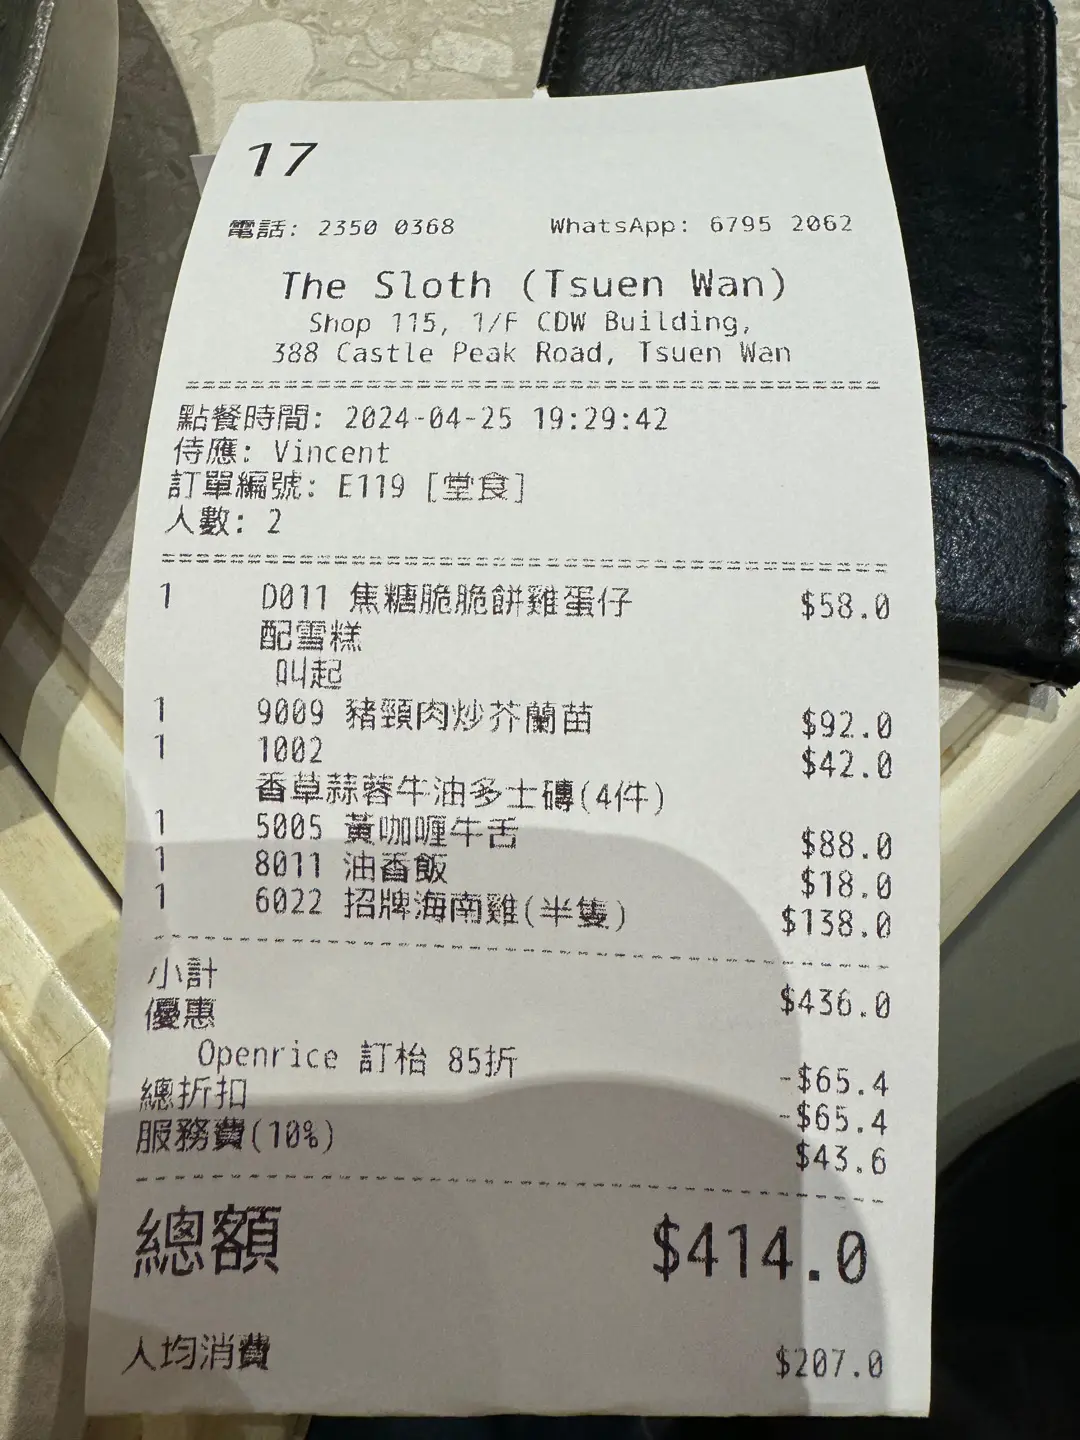 17
電話: 2350 0368 WhatsApp: 6795 2062
The Sloth (Tsuen Wan)
Shop 115, 1/F CDW Building,
388 Castle Peak Road, Tsuen Wan
點餐時間: 2024-04-25 19:29:42
侍應: Vincent
訂單編號: E119 [堂食]
人數: 2
1 D011 焦糖脆脆餅雞蛋仔 $58.0
配雪糕
叫起
1 9009 豬頸肉炒芥蘭苗 $92.0
1 1002 $42.0
香草蒜蓉牛油多士磚(4件)
1 5005 黃咖喱牛舌 $88.0
1 8011 油香飯 $18.0
1 6022 招牌海南雞(半隻) $138.0
小計 $436.0
優惠
Openrice 訂枱 85折 -$65.4
總折扣 -$65.4
服務費(10%) $43.6
總額 $414.0
人均消費 $207.0